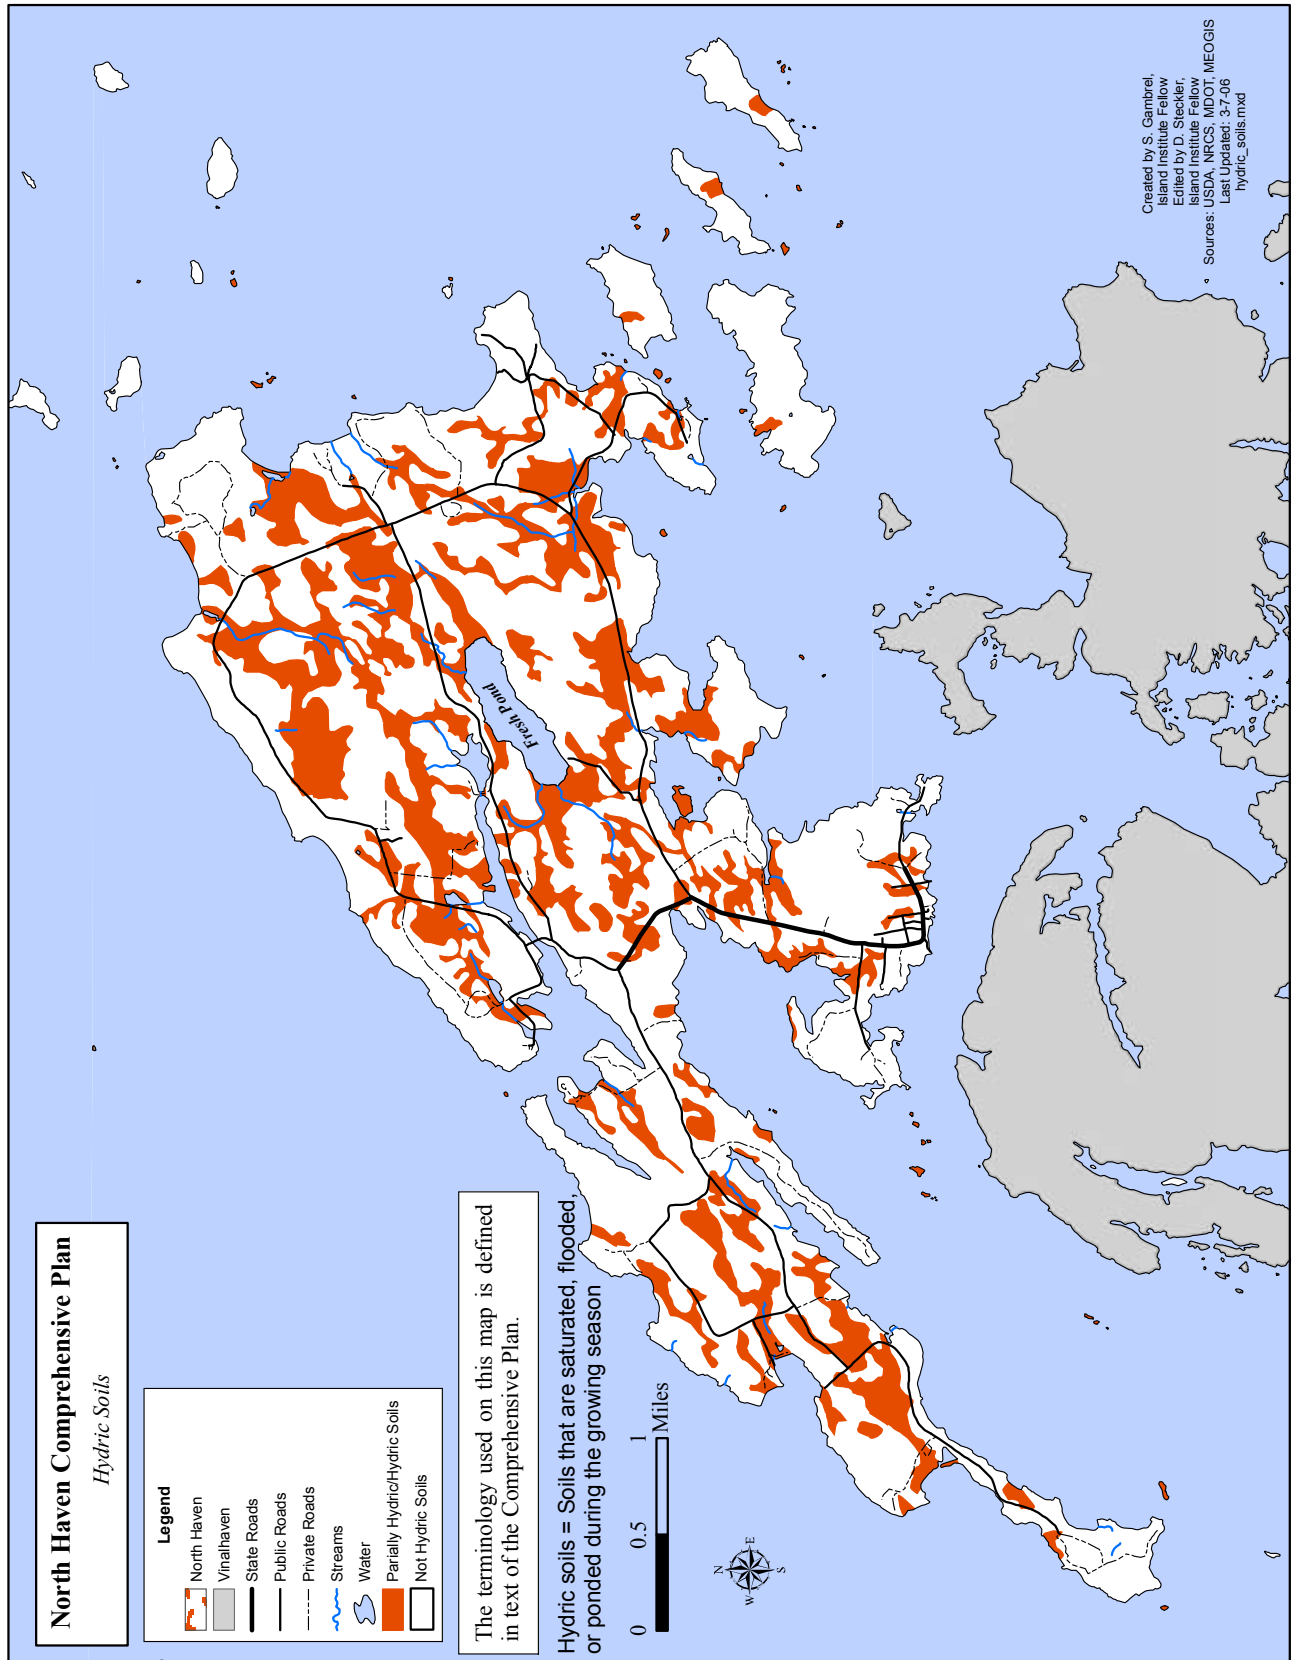 North Haven Comprehensive Plan
Hydric Soils
Legend
North Haven
Vinalhaven
State Roads
Public Roads
Private Roads
Streams
Water
Parially Hydric/Hydric Soils
Not Hydric Soils
The terminology used on this map is defined
in text of the Comprehensive Plan.
Hydric soils = Soils that are saturated, flooded,
or ponded during the growing season
0 0.5 1
Miles
N
W E
S
Fresh Pond
Created by S. Gambrel,
Island Institute Fellow
Edited by D. Steckler,
Island Institute Fellow
Sources: USDA, NRCS, MDOT, MEOGIS
Last Updated: 3-7-06
hydric_soils.mxd